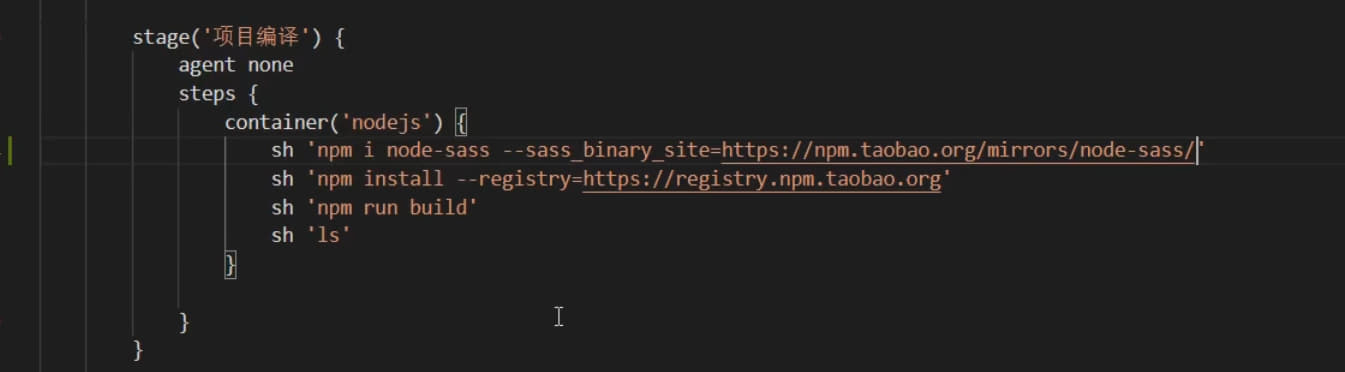 stage('项目编译') {
agent none
steps {
container('nodejs') {
sh 'npm i node-sass --sass_binary_site=https://npm.taobao.org/mirrors/node-sass/'
sh 'npm install --registry=https://registry.npm.taobao.org'
sh 'npm run build'
sh 'ls'
}
}
}